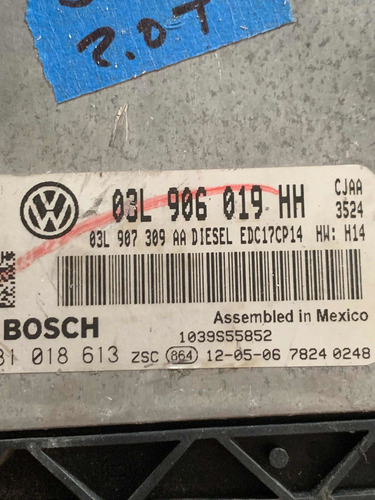 2.0T
03L 906 019 HH
CJAA
3524
03L 907 309 AA DIESEL EDC17CP14 HW: H14
BOSCH
Assembled in Mexico
1039S55852
81 018 613 ZSC 864 12-05-06 7824 0248